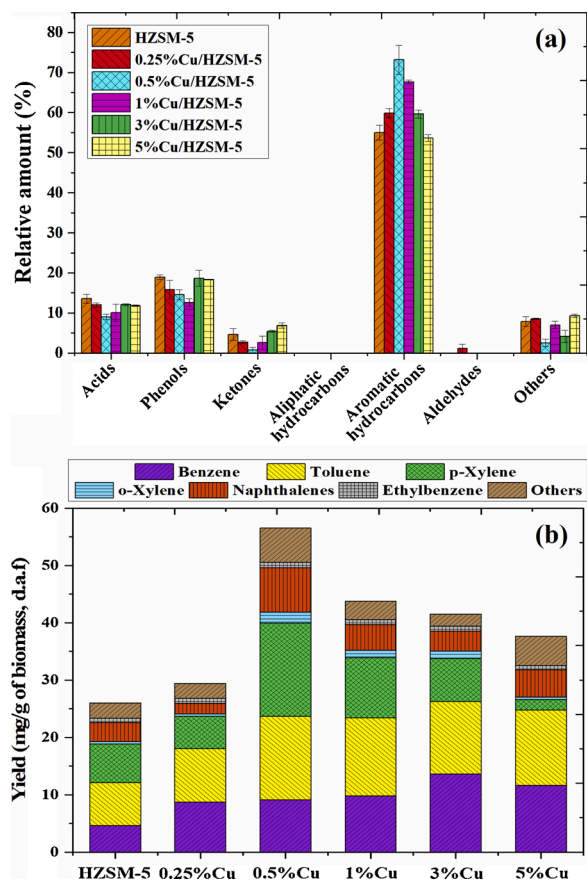 (a)
HZSM-5
0.25%Cu/HZSM-5
0.5%Cu/HZSM-5
1%Cu/HZSM-5
3%Cu/HZSM-5
5%Cu/HZSM-5
Relative amount (%)
80
70
60
50
40
30
20
10
0
Acids
Phenols
Ketones
Aliphatic
hydrocarbons
Aromatic
hydrocarbons
Aldehydes
Others
Benzene Toluene p-Xylene
o-Xylene Naphthalenes Ethylbenzene Others
(b)
Yield (mg/g of biomass, d.a.f)
60
50
40
30
20
10
0
HZSM-5 0.25%Cu 0.5%Cu 1%Cu 3%Cu 5%Cu